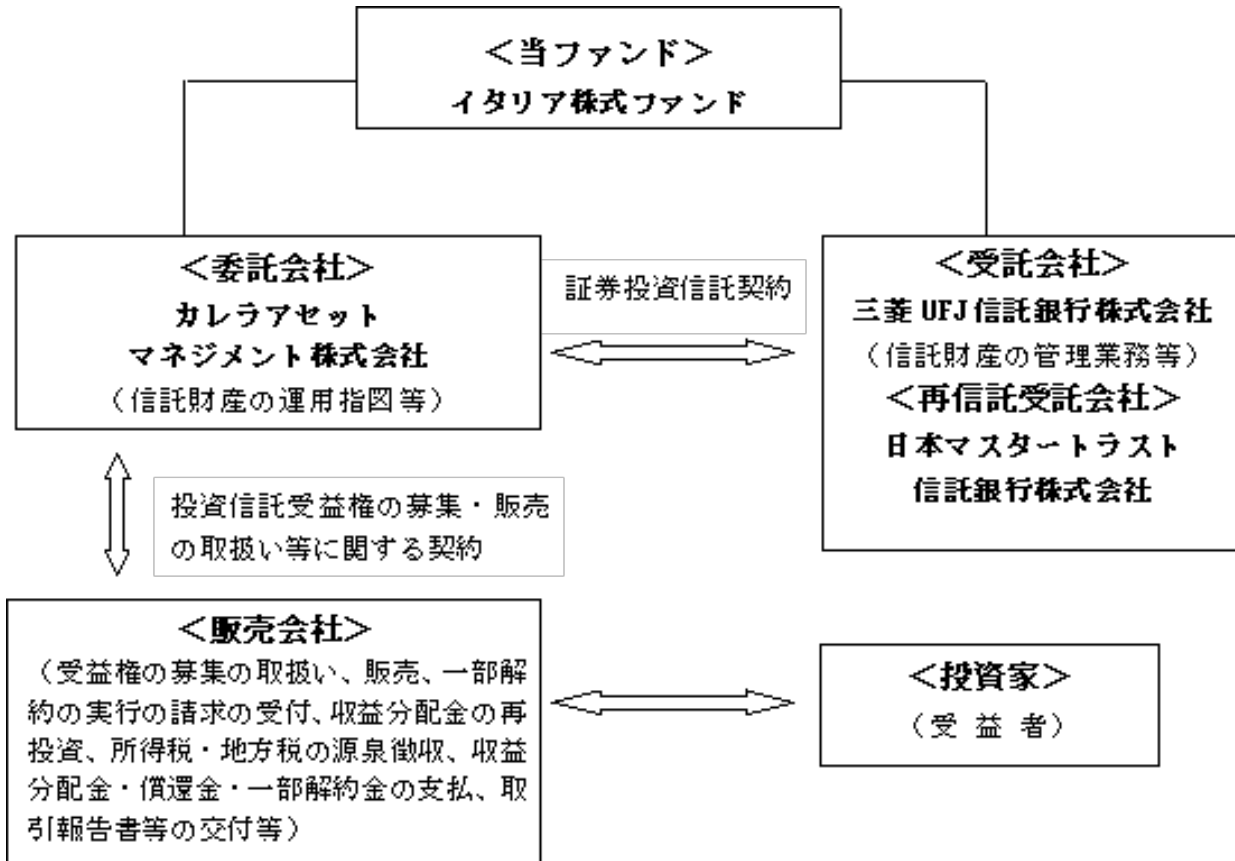 ＜当ファンド＞
イタリア株式ファンド
＜委託会社＞
カレラアセット
マネジメント株式会社
（信託財産の運用指図等）
証券投資信託契約
＜受託会社＞
三菱UFJ信託銀行株式会社
（信託財産の管理業務等）
＜再信託受託会社＞
日本マスタートラスト
信託銀行株式会社
投資信託受益権の募集・販売
の取扱い等に関する契約
＜販売会社＞
（受益権の募集の取扱い、販売、一部解
約の実行の請求の受付、収益分配金の再
投資、所得税・地方税の源泉徴収、収益
分配金・償還金・一部解約金の支払、取
引報告書等の交付等）
＜投資家＞
（受 益 者）